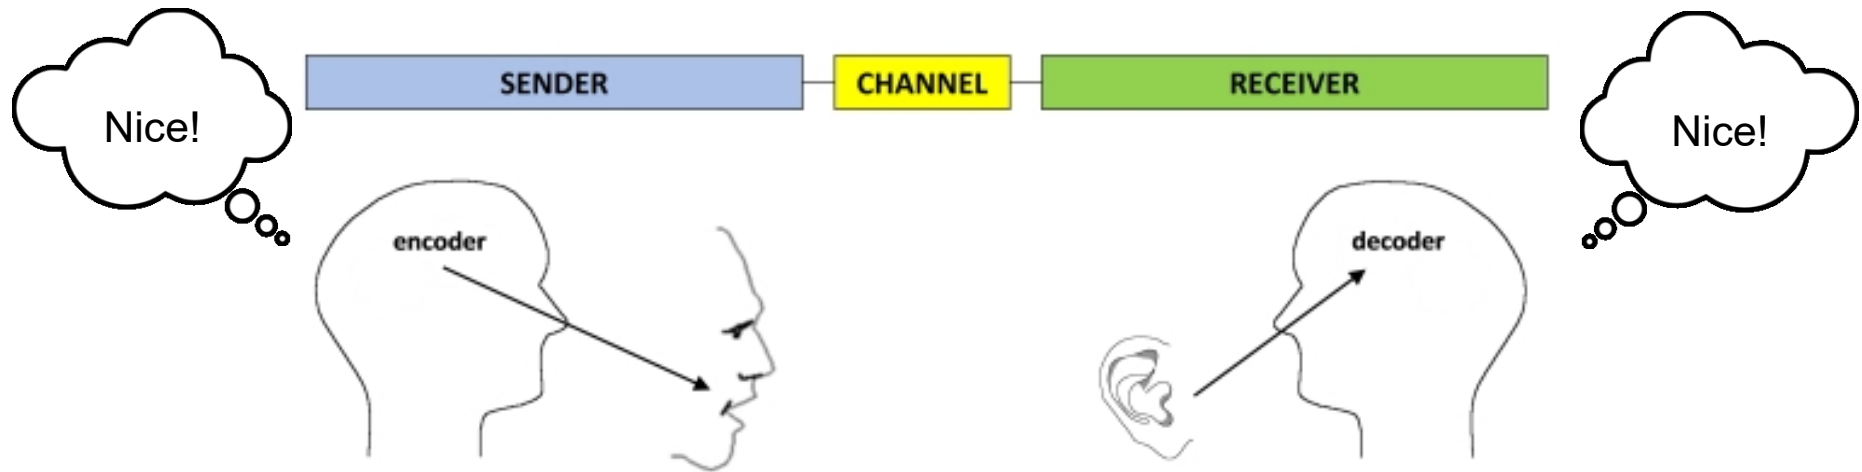 Nice!
SENDER
CHANNEL
RECEIVER
Nice!
encoder
decoder